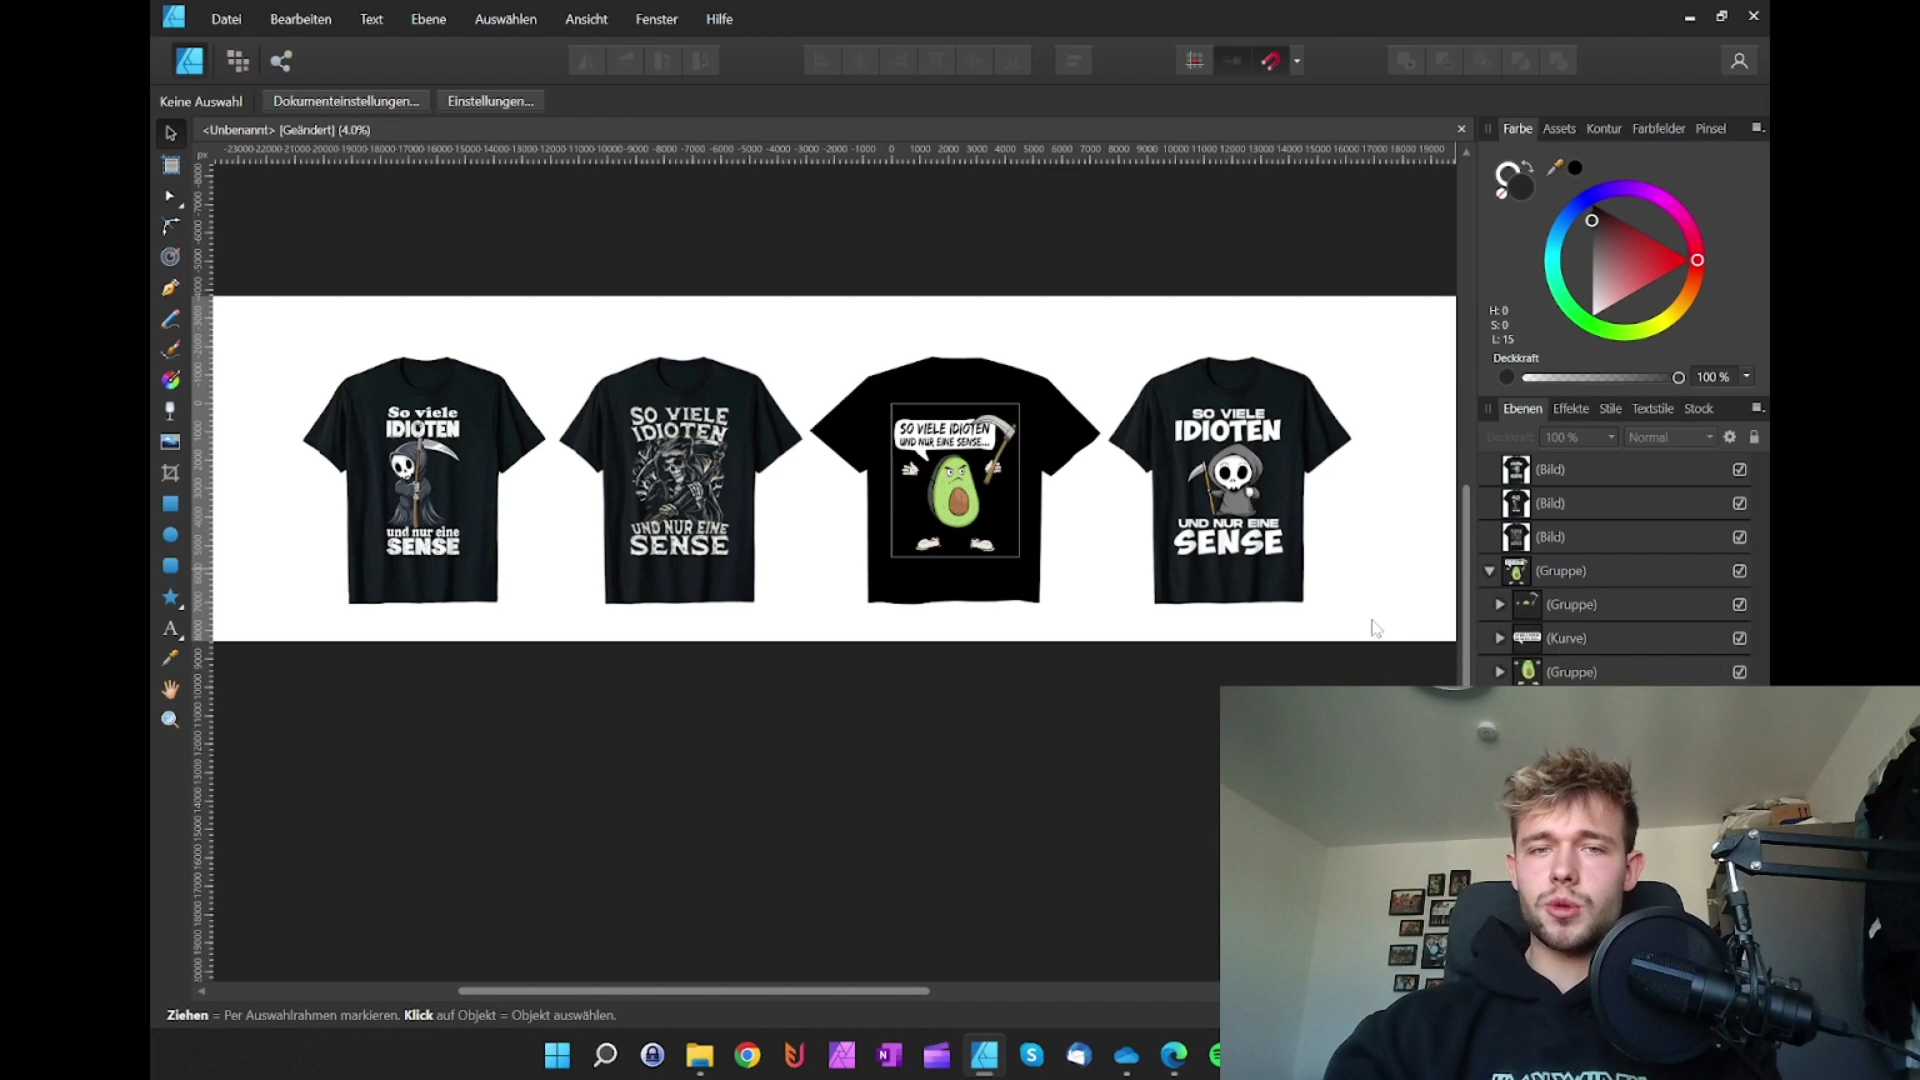 Datei Bearbeiten Text Ebene Auswählen Ansicht Fenster Hilfe
Keine Auswahl Dokumenteinstellungen... Einstellungen...
<Unbenannt> [Geändert] (4.0%)
Farbe Assets Kontur Farbfelder Pinsel
px
H: 0
S: 0
L: 15
Deckkraft
100 %
Ebenen Effekte Stile Textstile Stock
Deckkraft: 100 % Normal
(Bild)
(Bild)
(Bild)
(Gruppe)
(Gruppe)
(Kurve)
(Gruppe)
So viele
IDIOTEN
und nur eine
SENSE
SO VIELE
IDIOTEN
UND NUR EINE
SENSE
SO VIELE IDIOTEN
UND NUR EINE SENSE...
SO VIELE
IDIOTEN
UND NUR EINE
SENSE
Ziehen = Per Auswahlrahmen markieren. Klick auf Objekt = Objekt auswählen.